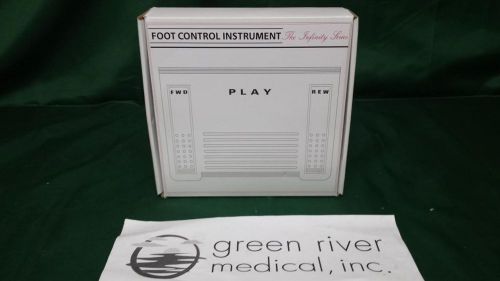 FOOT CONTROL INSTRUMENT The Infinity Series
FWD PLAY REW
green river
medical, inc.